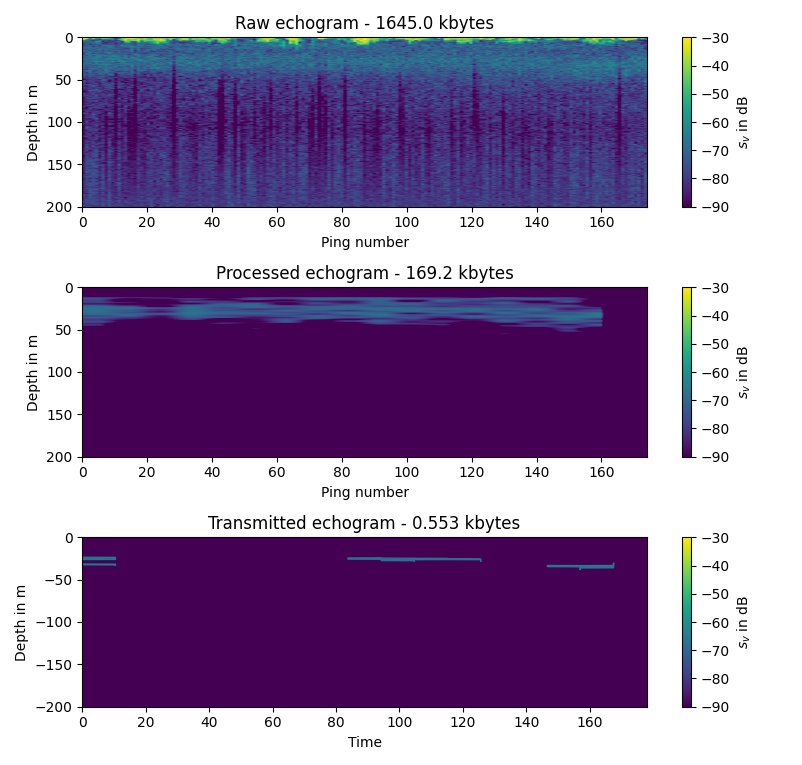 Raw echogram - 1645.0 kbytes
0
50
100
150
200
Depth in m
0 20 40 60 80 100 120 140 160
Ping number
−30
−40
−50
−60
−70
−80
−90
sv in dB
Processed echogram - 169.2 kbytes
0
50
100
150
200
Depth in m
0 20 40 60 80 100 120 140 160
Ping number
−30
−40
−50
−60
−70
−80
−90
sv in dB
Transmitted echogram - 0.553 kbytes
0
−50
−100
−150
−200
Depth in m
0 20 40 60 80 100 120 140 160
Time
−30
−40
−50
−60
−70
−80
−90
sv in dB